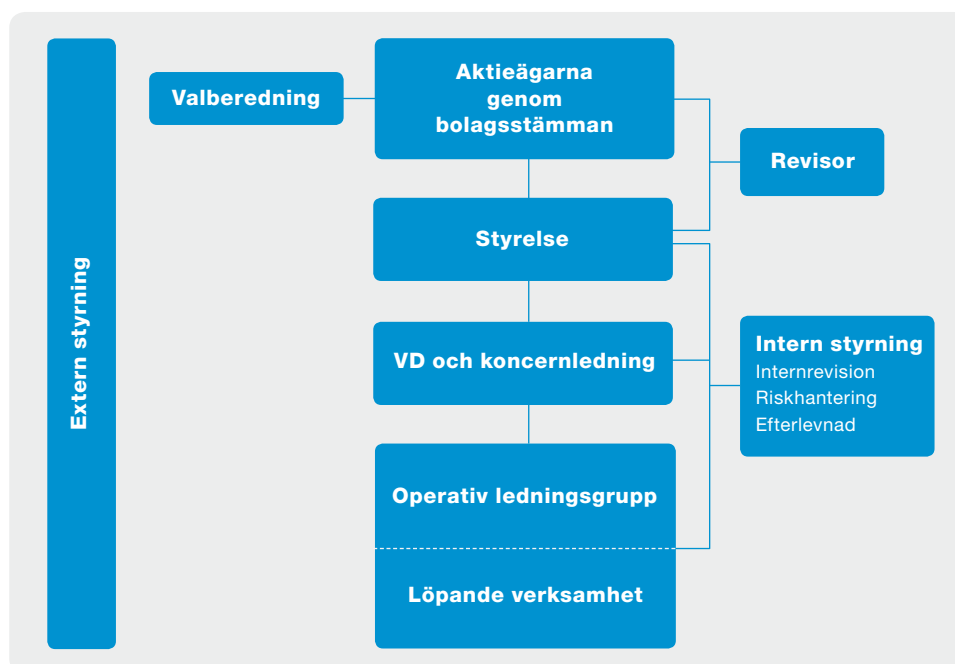 Extern styrning
Valberedning
Aktieägarna
genom
bolagsstämman
Revisor
Styrelse
VD och koncernledning
Intern styrning
Internrevision
Riskhantering
Efterlevnad
Operativ ledningsgrupp
Löpande verksamhet